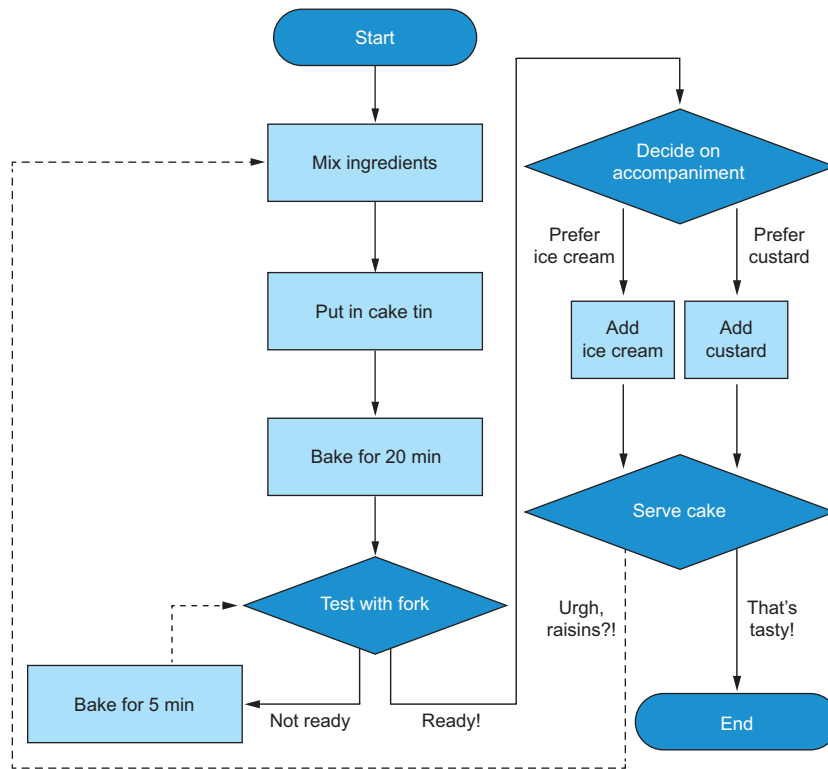 Start
Mix ingredients
Put in cake tin
Bake for 20 min
Test with fork
Bake for 5 min
Not ready
Ready!
Decide on
accompaniment
Prefer
ice cream
Prefer
custard
Add
ice cream
Add
custard
Serve cake
Urgh,
raisins?!
That’s
tasty!
End